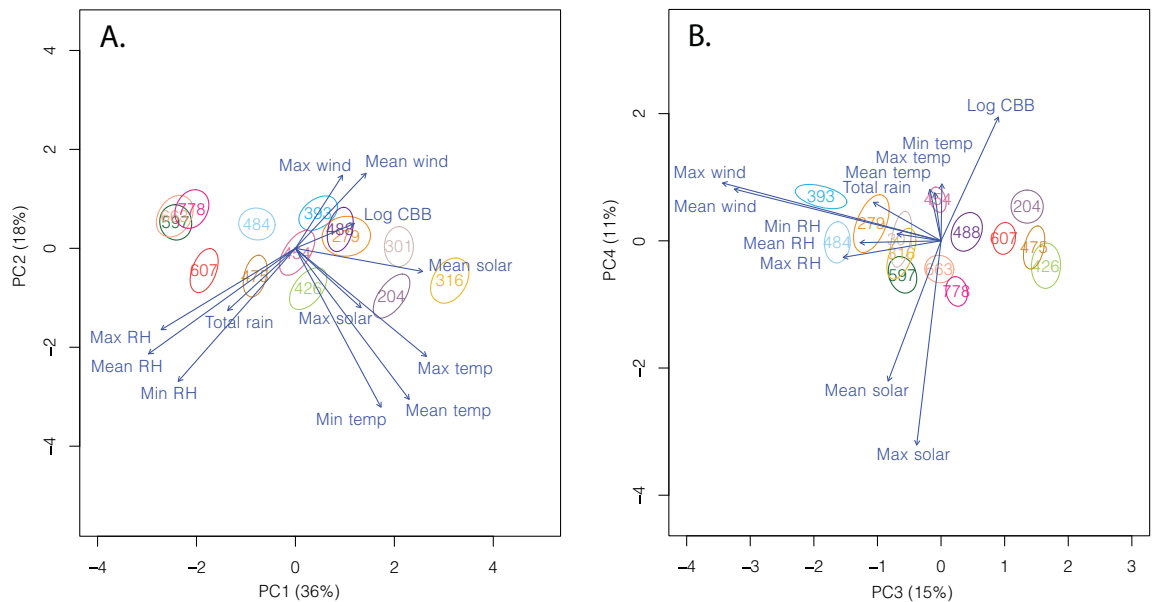 A.
4
2
0
−2
−4
PC2 (18%)
Max wind
Mean wind
778
597
484
393
488
Log CBB
279
301
607
475
434
Mean solar
426
316
204
Total rain
Max solar
Max RH
Mean RH
Min RH
Max temp
Mean temp
Min temp
−4
−2
0
2
4
PC1 (36%)
B.
2
0
−2
−4
PC4 (11%)
Log CBB
Min temp
Max temp
Mean temp
Total rain
Max wind
Mean wind
393
279
204
Min RH
Mean RH
Max RH
484
488
607
475
426
316
597
663
778
Mean solar
Max solar
−4
−3
−2
−1
0
1
2
3
PC3 (15%)